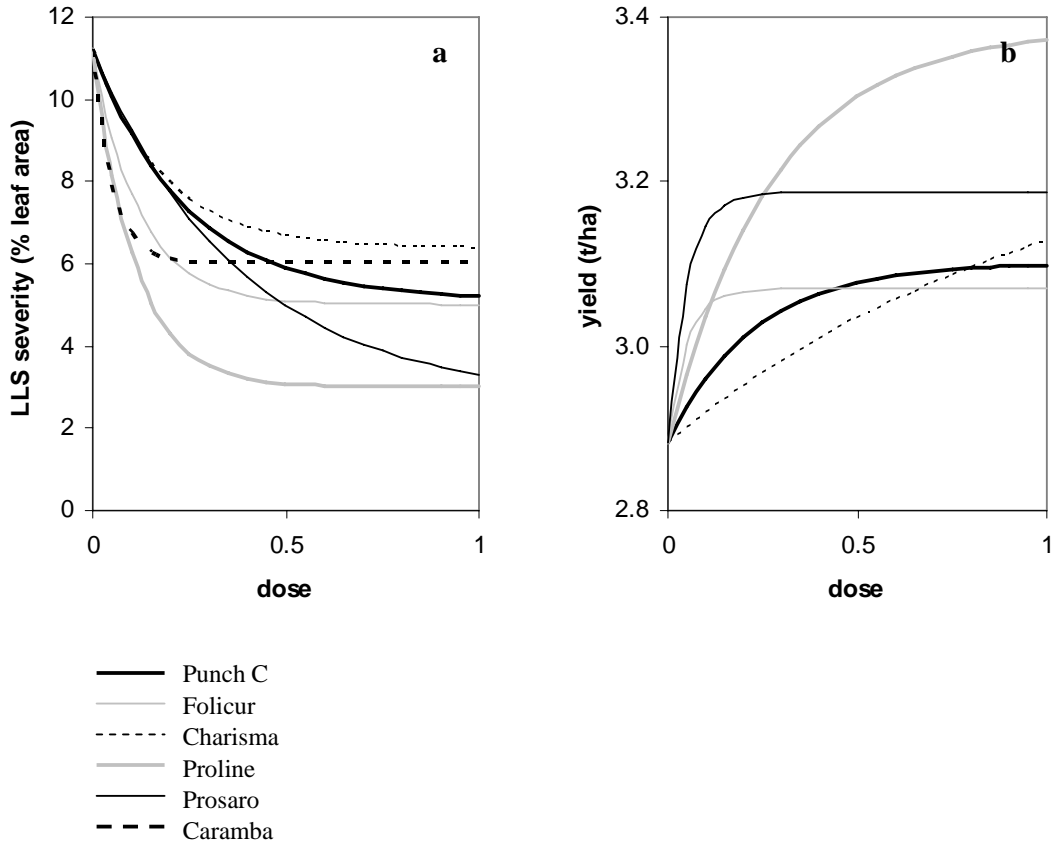 a
12
10
8
6
4
2
0
LLS severity (% leaf area)
0
0.5
1
dose
b
3.4
3.2
3.0
2.8
yield (t/ha)
0
0.5
1
dose
Punch C
Folicur
Charisma
Proline
Prosaro
Caramba